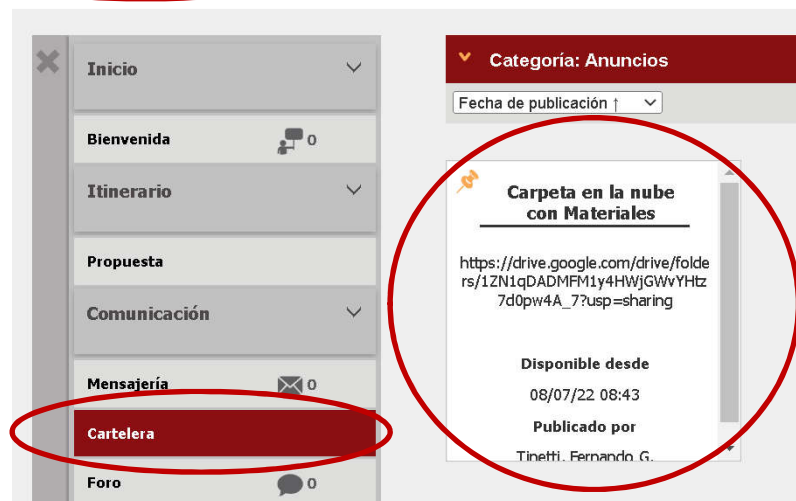 Inicio
Bienvenida 0
Itinerario
Propuesta
Comunicación
Mensajería 0
Cartelera
Foro 0
Categoría: Anuncios
Fecha de publicación ↑
Carpeta en la nube
con Materiales
https://drive.google.com/drive/folde
rs/1ZN1qDADMFM1y4HWjGWvYHtz
7d0pw4A_7?usp=sharing
Disponible desde
08/07/22 08:43
Publicado por
Tinetti, Fernando G.